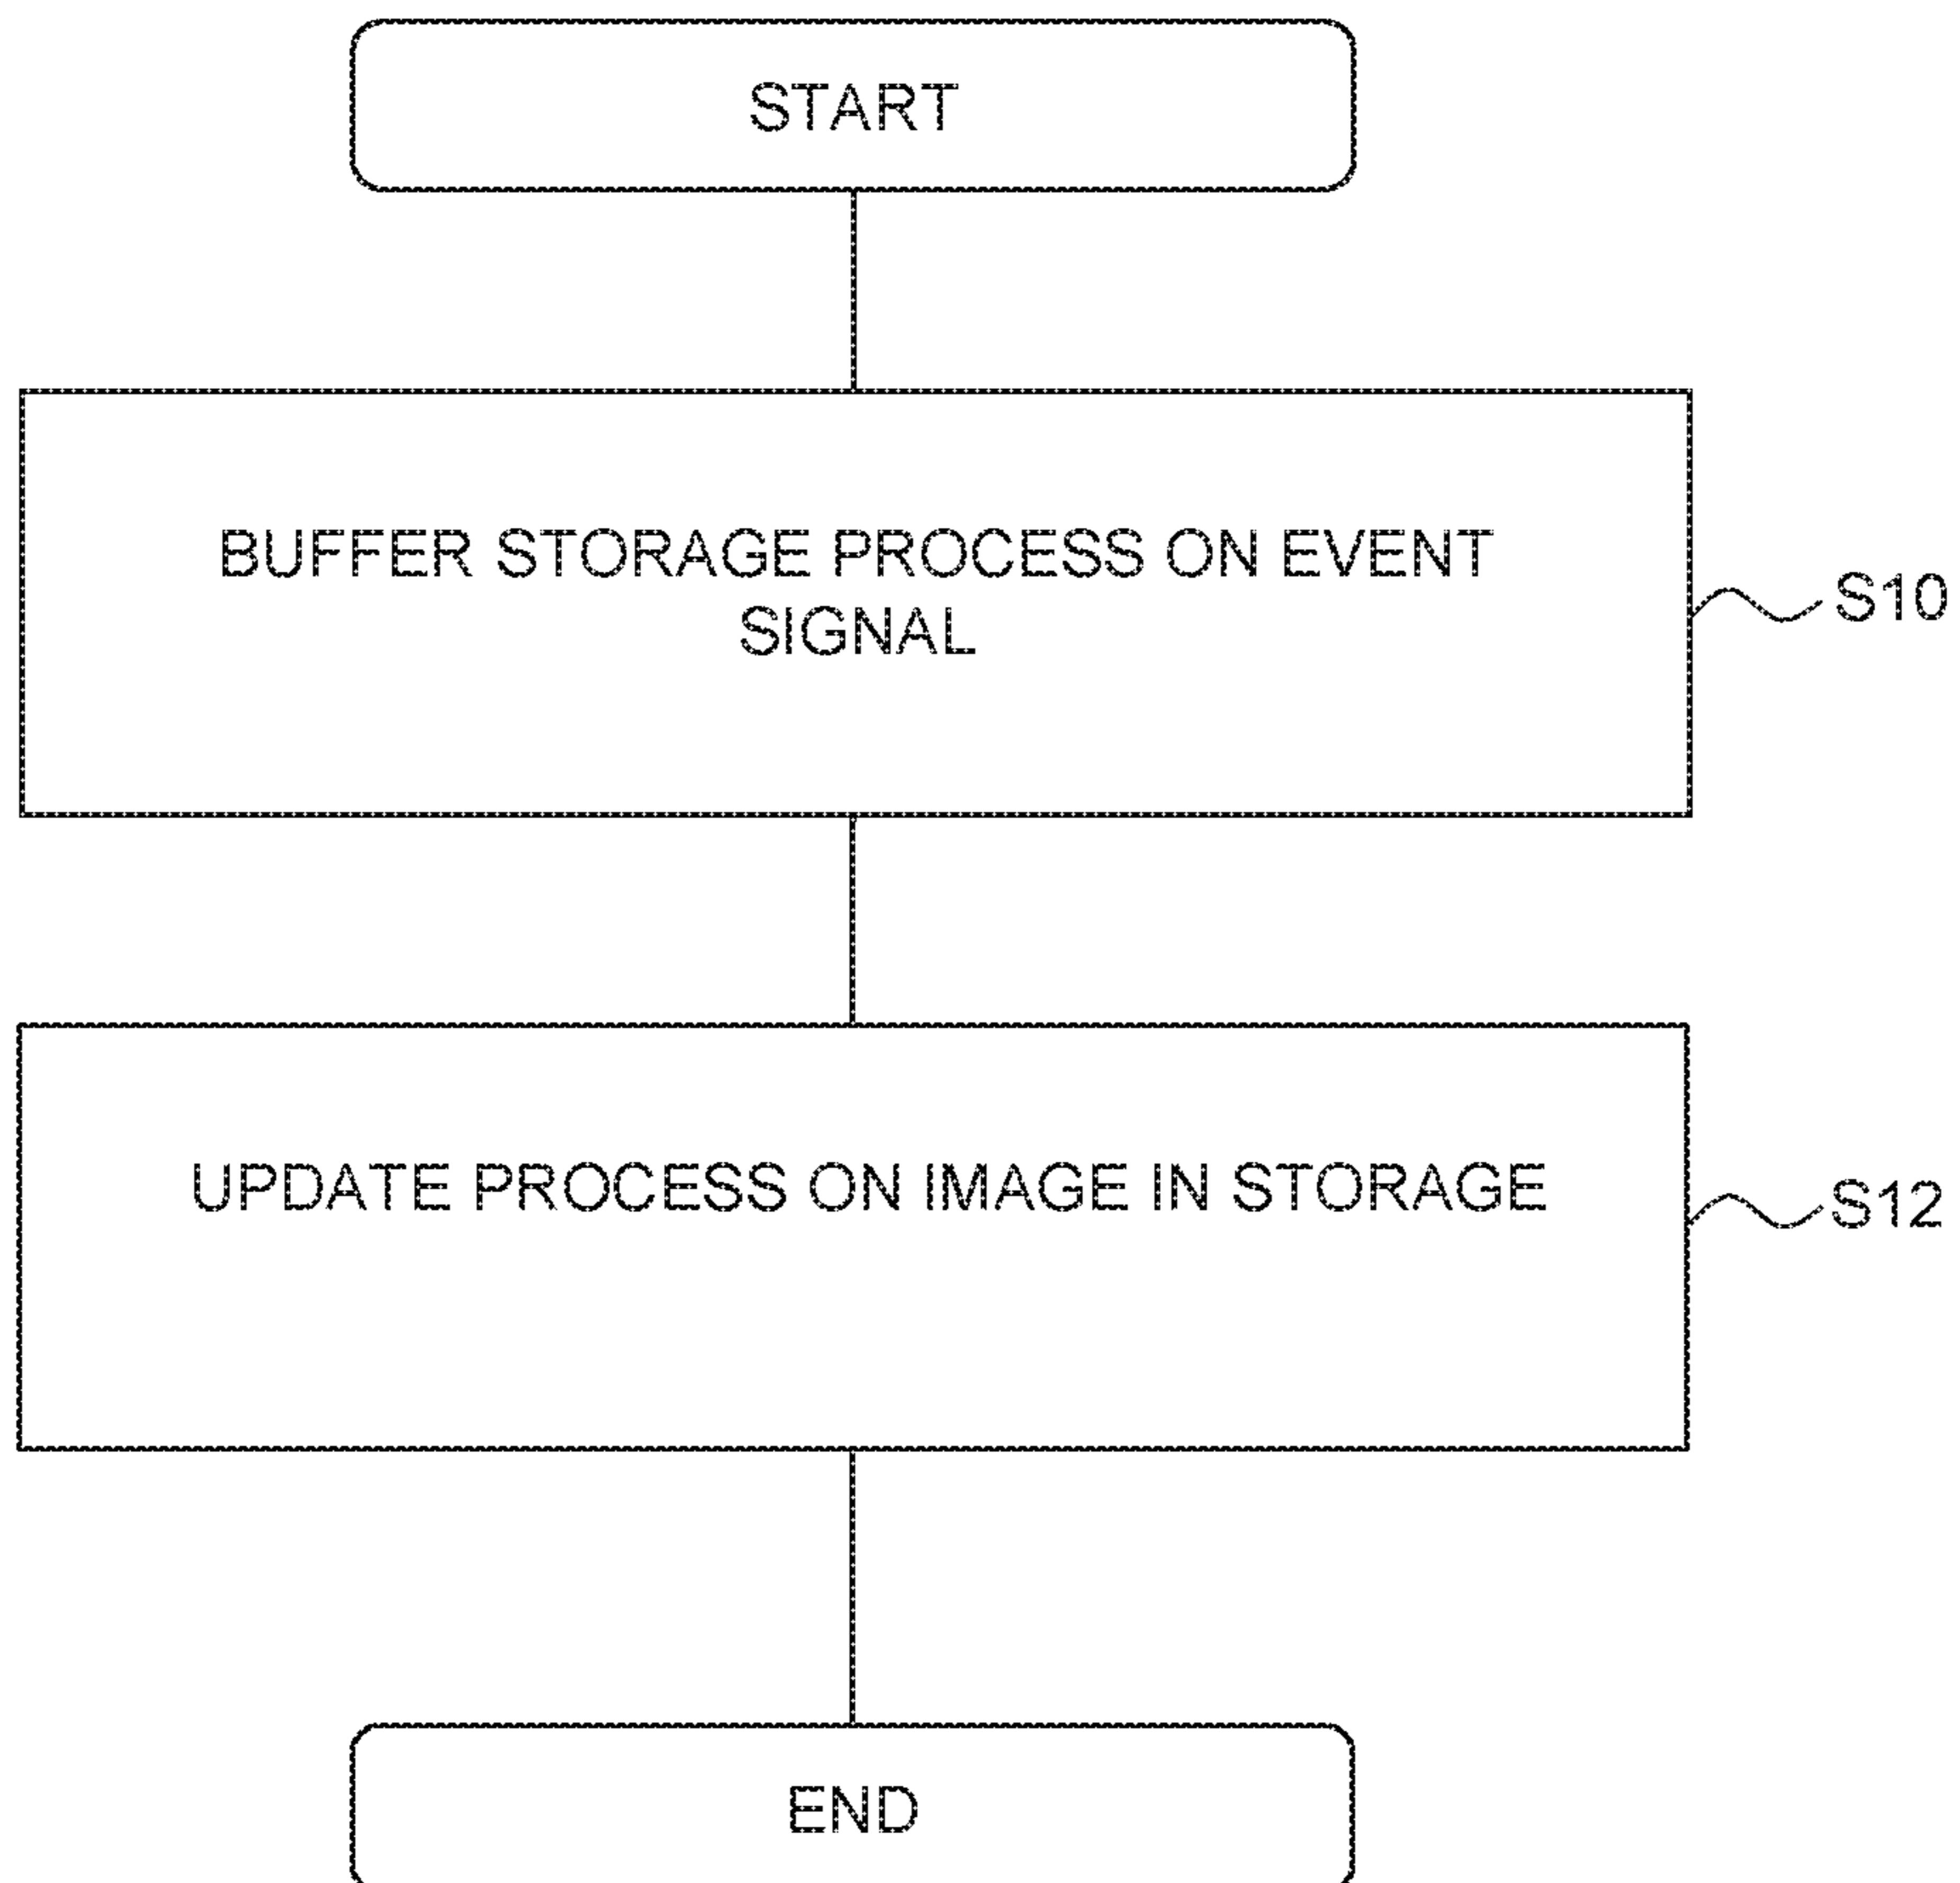 START
BUFFER STORAGE PROCESS ON EVENT
SIGNAL
S10
UPDATE PROCESS ON IMAGE IN STORAGE
S12
END